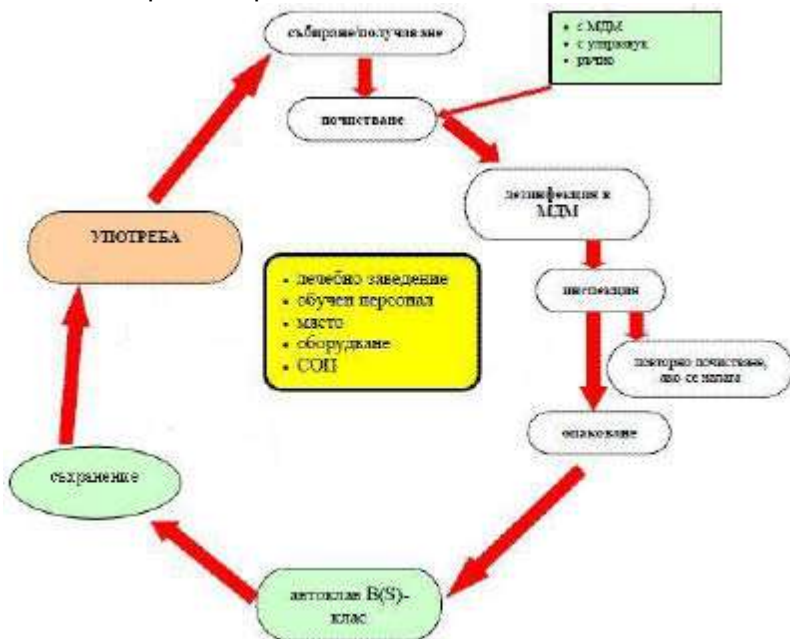 събиране/получаване
• с МДМ
• с ултразвук
• ръчно
почистване
дезинфекция в
МДМ
УПОТРЕБА
• лечебно заведение
• обучен персонал
• място
• оборудване
• СОП
инспекция
повторно почистване,
ако се налага
опаковане
съхранение
автоклав B(S)-
клас